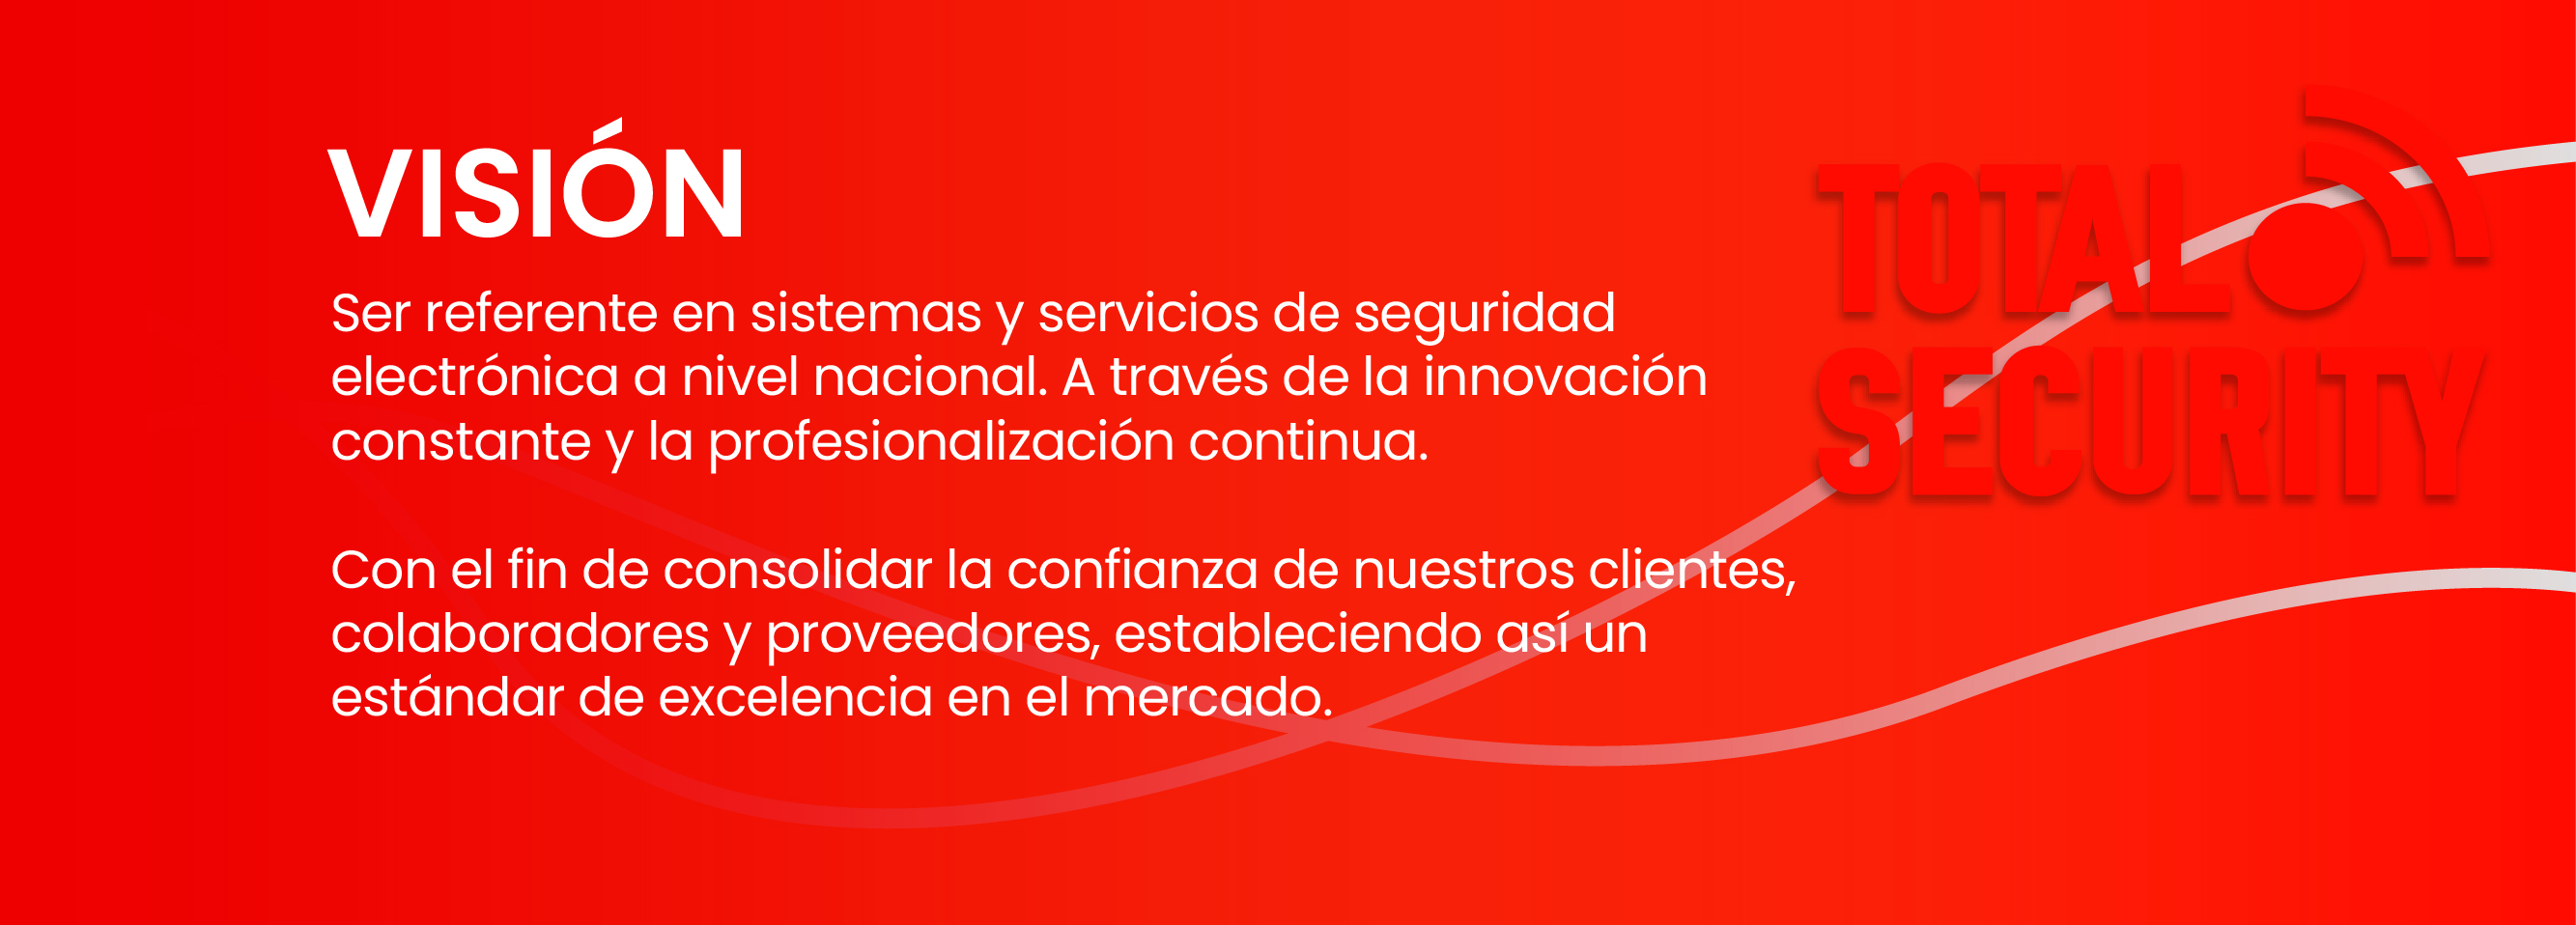 VISIÓN
Ser referente en sistemas y servicios de seguridad
electrónica a nivel nacional. A través de la innovación
constante y la profesionalización continua.
Con el fin de consolidar la confianza de nuestros clientes,
colaboradores y proveedores, estableciendo así un
estándar de excelencia en el mercado.
TOTAL
SECURITY